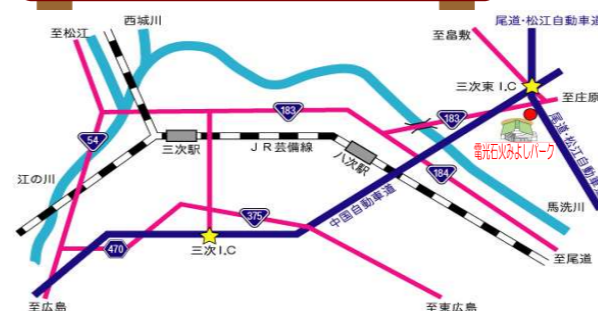 西城川
尾道・松江自動車道
至松江
至畠敷
三次東I.C
至庄原
183
183
54
三次駅
JR芸備線
八次駅
電光石火みよしパーク
尾道・松江自動車
184
江の川
中国自動車道
375
馬洗川
470
三次I.C
至尾道
至広島
至東広島